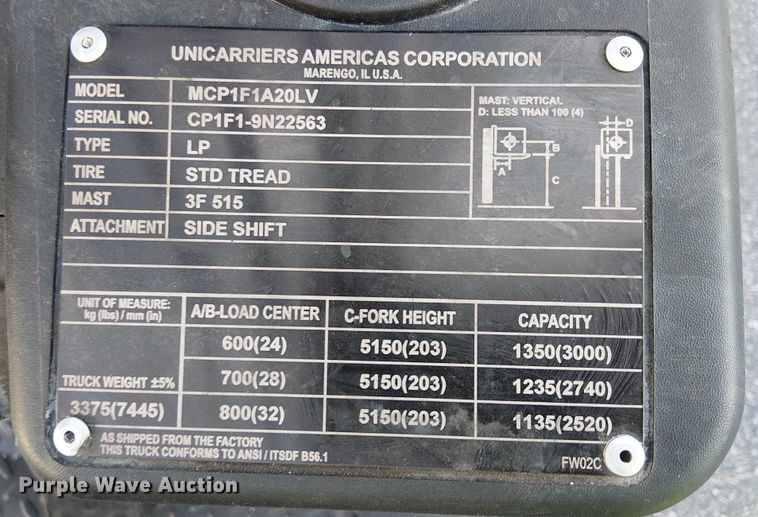 UNICARRIERS AMERICAS CORPORATION
MARENGO, IL U.S.A.
MODEL MCP1F1A20LV
SERIAL NO. CP1F1-9N22563
TYPE LP
TIRE STD TREAD
MAST 3F 515
ATTACHMENT SIDE SHIFT
MAST: VERTICAL
D: LESS THAN 100 (4)
D
B
A
C
UNIT OF MEASURE:
kg (lbs) / mm (in)
A/B-LOAD CENTER C-FORK HEIGHT CAPACITY
600(24) 5150(203) 1350(3000)
TRUCK WEIGHT ±5% 700(28) 5150(203) 1235(2740)
3375(7445) 800(32) 5150(203) 1135(2520)
AS SHIPPED FROM THE FACTORY
THIS TRUCK CONFORMS TO ANSI / ITSDF B56.1
FW02C
Purple Wave Auction